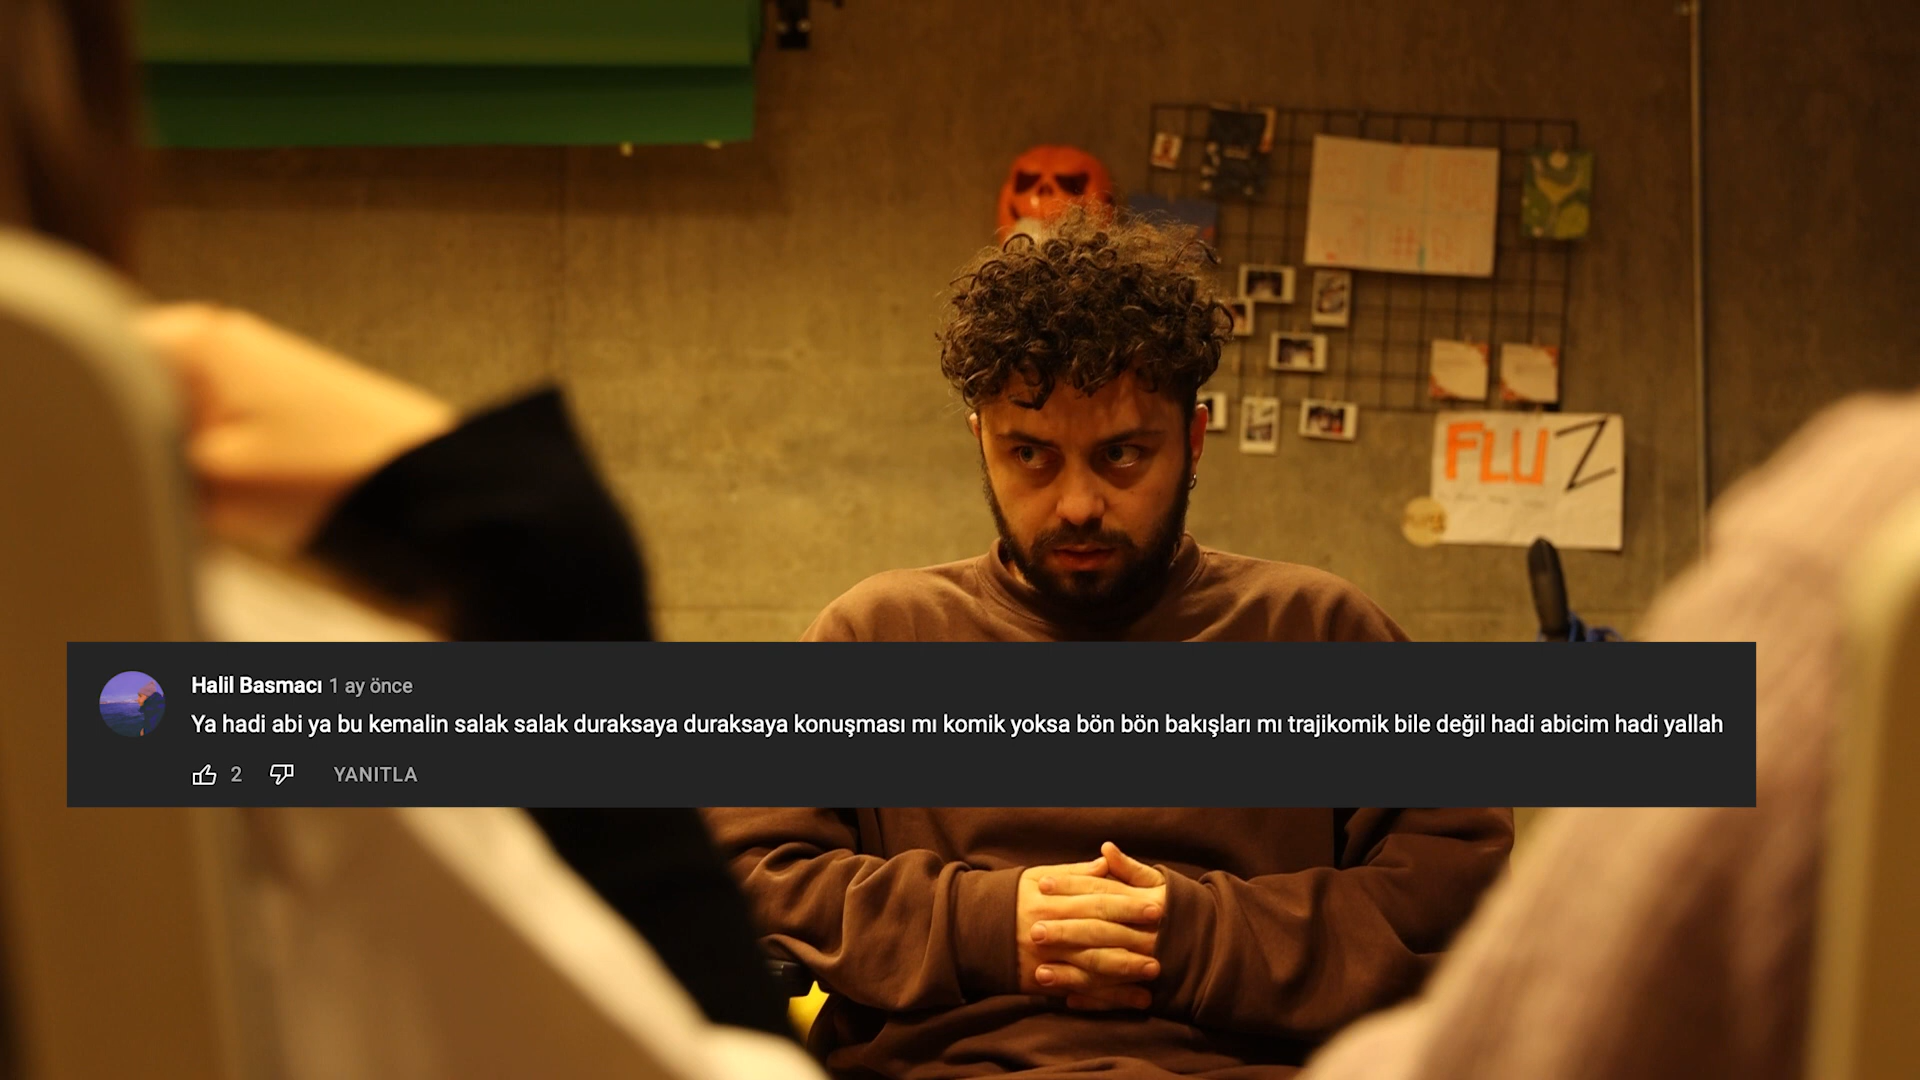 FLU Z
Halil Basmacı 1 ay önce
Ya hadi abi ya bu kemalin salak salak duraksaya duraksaya konuşması mı komik yoksa bön bön bakışları mı trajikomik bile değil hadi abicim hadi yallah
2 YANITLA